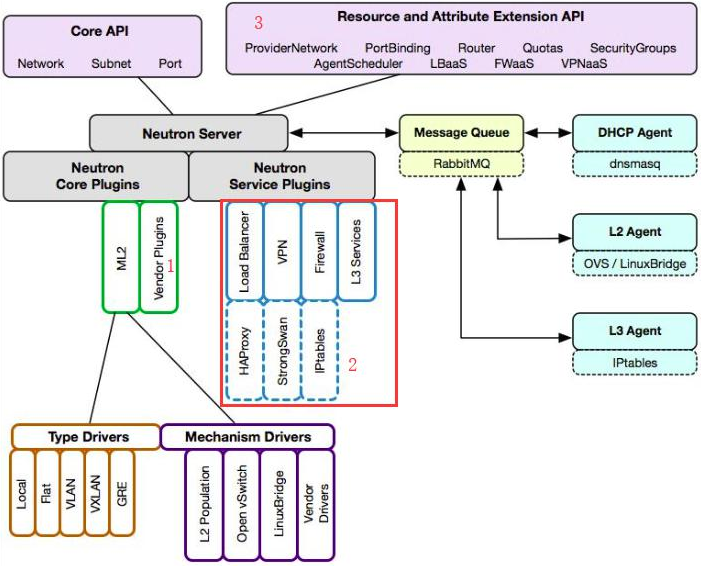 Core API
Network Subnet Port
3
Resource and Attribute Extension API
ProviderNetwork PortBinding Router Quotas SecurityGroups
AgentScheduler LBaaS FWaaS VPNaaS
Neutron Server
Neutron
Core Plugins
Neutron
Service Plugins
Message Queue
RabbitMQ
DHCP Agent
dnsmasq
L2 Agent
OVS / LinuxBridge
L3 Agent
IPtables
ML2
Vendor Plugins
1
Load Balancer
VPN
Firewall
L3 Services
HAProxy
StrongSwan
IPtables
2
Type Drivers
Local
Flat
VLAN
VXLAN
GRE
Mechanism Drivers
L2 Population
Open vSwitch
LinuxBridge
Vendor
Drivers